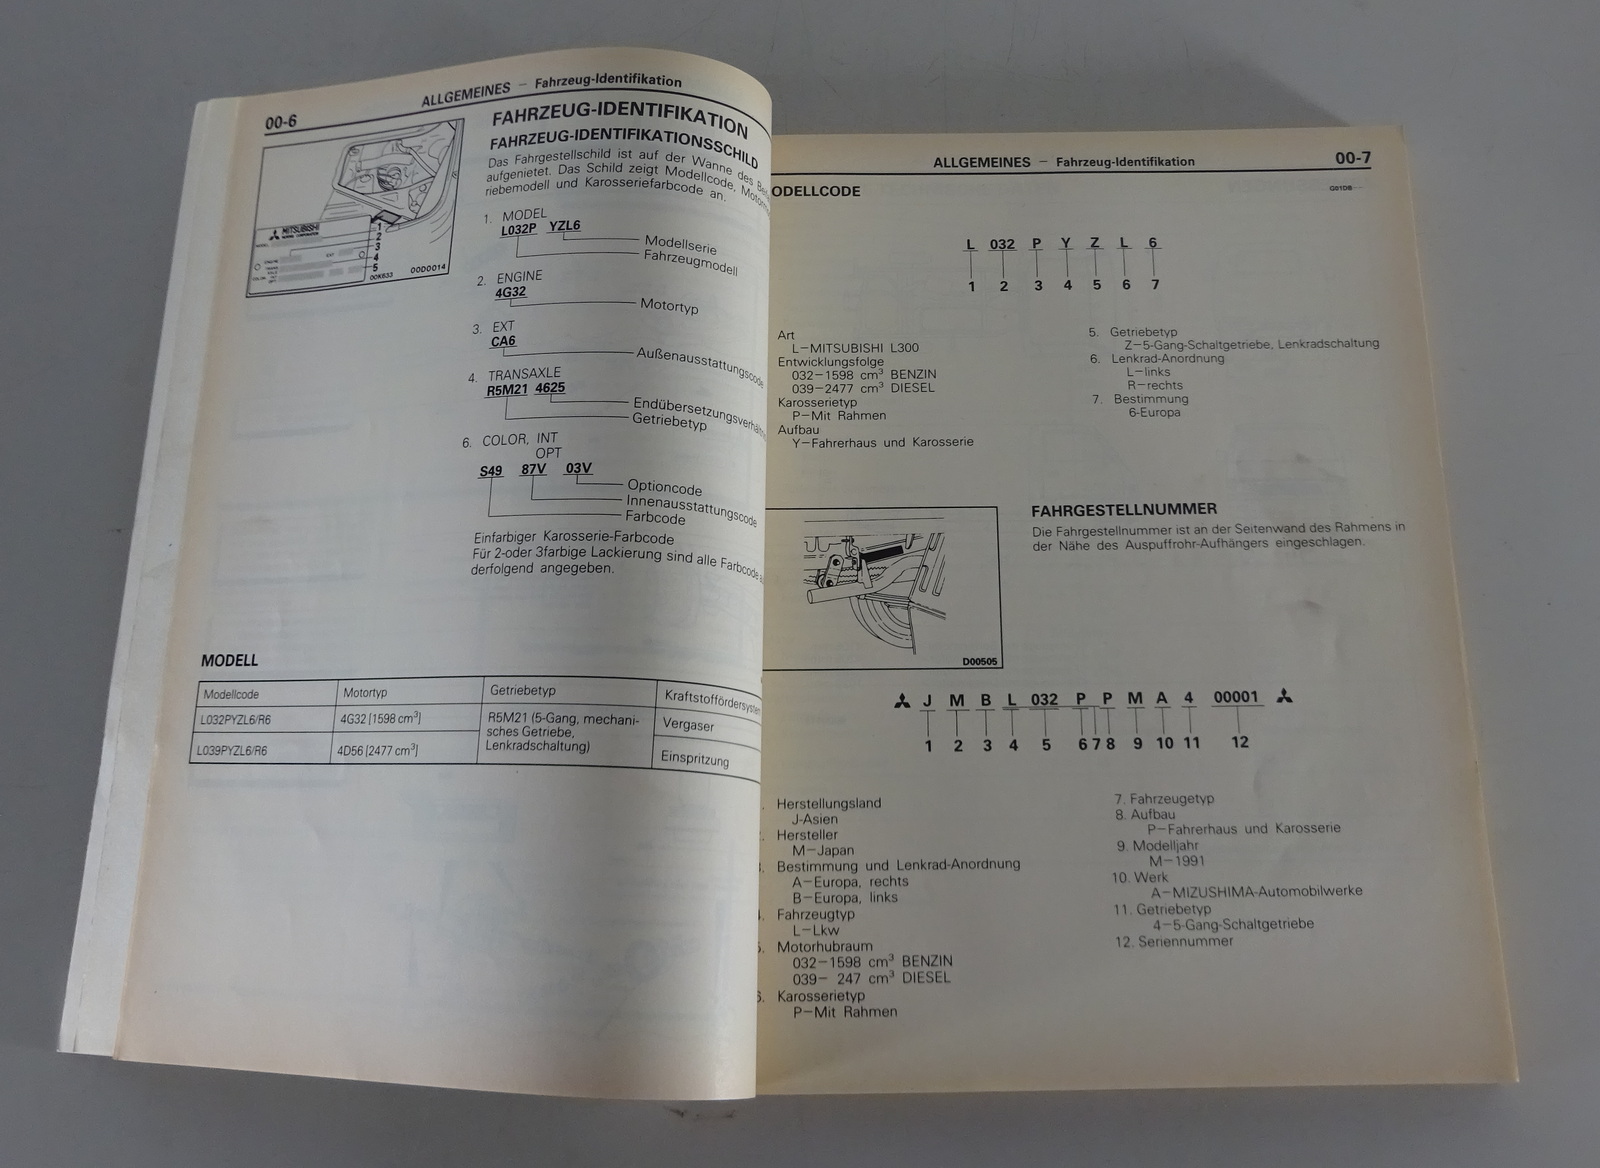 00-6
ALLGEMEINES – Fahrzeug-Identifikation
FAHRZEUG-IDENTIFIKATION
FAHRZEUG-IDENTIFIKATIONSSCHILD
Das Fahrgestellschild ist auf der Wanne des
aufgenietet. Das Schild zeigt Modellcode,
riebemodell und Karosseriefarbcode an.
MITSUBISHI
1
2
3
4
5
00K633 00D0014
1. MODEL
L032P YZL6
Modellserie
Fahrzeugmodell
2. ENGINE
4G32
Motortyp
3. EXT
CA6
Außenausstattungscode
4. TRANSAXLE
R5M21 4625
Endübersetzungsverhäl
Getriebetyp
6. COLOR, INT
OPT
S49 87V 03V
Optioncode
Innenausstattungscode
Farbcode
Einfarbiger Karosserie-Farbcode
Für 2-oder 3farbige Lackierung sind alle Farbcode
derfolgend angegeben.
MODELL
Modellcode Motortyp Getriebetyp Kraftstoffördersystem
L032PYZL6/R6 4G32 [1598 cm³] R5M21 (5-Gang, mechani-
sches Getriebe,
Lenkradschaltung) Vergaser
L039PYZL6/R6 4D56 [2477 cm³] Einspritzung
ALLGEMEINES – Fahrzeug-Identifikation
00-7
ODELLCODE
L 032 P Y Z L 6
1 2 3 4 5 6 7
Art
L–MITSUBISHI L300
Entwicklungsfolge
032–1598 cm³ BENZIN
039–2477 cm³ DIESEL
Karosserietyp
P–Mit Rahmen
Aufbau
Y–Fahrerhaus und Karosserie
5. Getriebetyp
Z–5-Gang-Schaltgetriebe, Lenkradschaltung
6. Lenkrad-Anordnung
L–links
R–rechts
7. Bestimmung
6-Europa
D00505
FAHRGESTELLNUMMER
Die Fahrgestellnummer ist an der Seitenwand des Rahmens in
der Nähe des Auspuffrohr-Aufhängers eingeschlagen.
J M B L 032 P P M A 4 00001
1 2 3 4 5 6 7 8 9 10 11 12
Herstellungsland
J-Asien
Hersteller
M–Japan
Bestimmung und Lenkrad-Anordnung
A–Europa, rechts
B–Europa, links
Fahrzeugtyp
L–Lkw
Motorhubraum
032–1598 cm³ BENZIN
039– 247 cm³ DIESEL
Karosserietyp
P–Mit Rahmen
7. Fahrzeugetyp
8. Aufbau
P–Fahrerhaus und Karosserie
9. Modelljahr
M–1991
10. Werk
A–MIZUSHIMA-Automobilwerke
11. Getriebetyp
4–5-Gang-Schaltgetriebe
12. Seriennummer